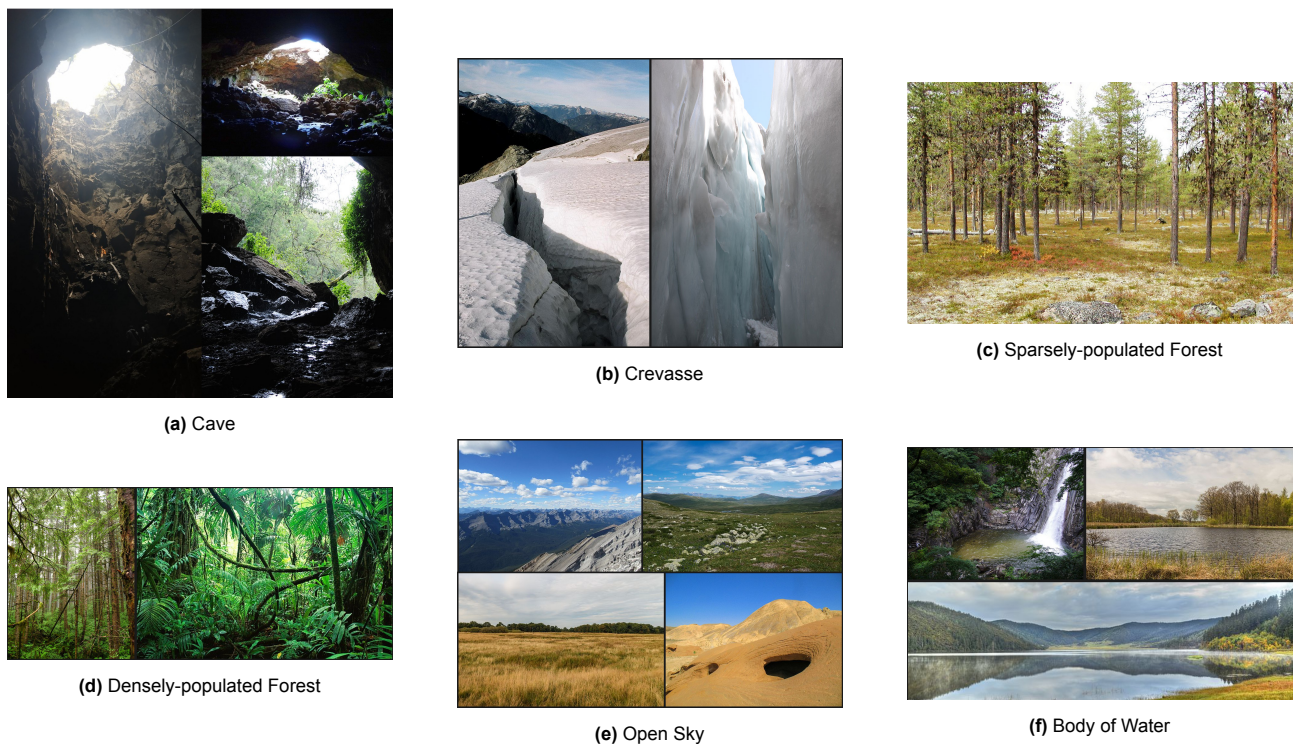 (a) Cave
(b) Crevasse
(c) Sparsely-populated Forest
(d) Densely-populated Forest
(e) Open Sky
(f) Body of Water